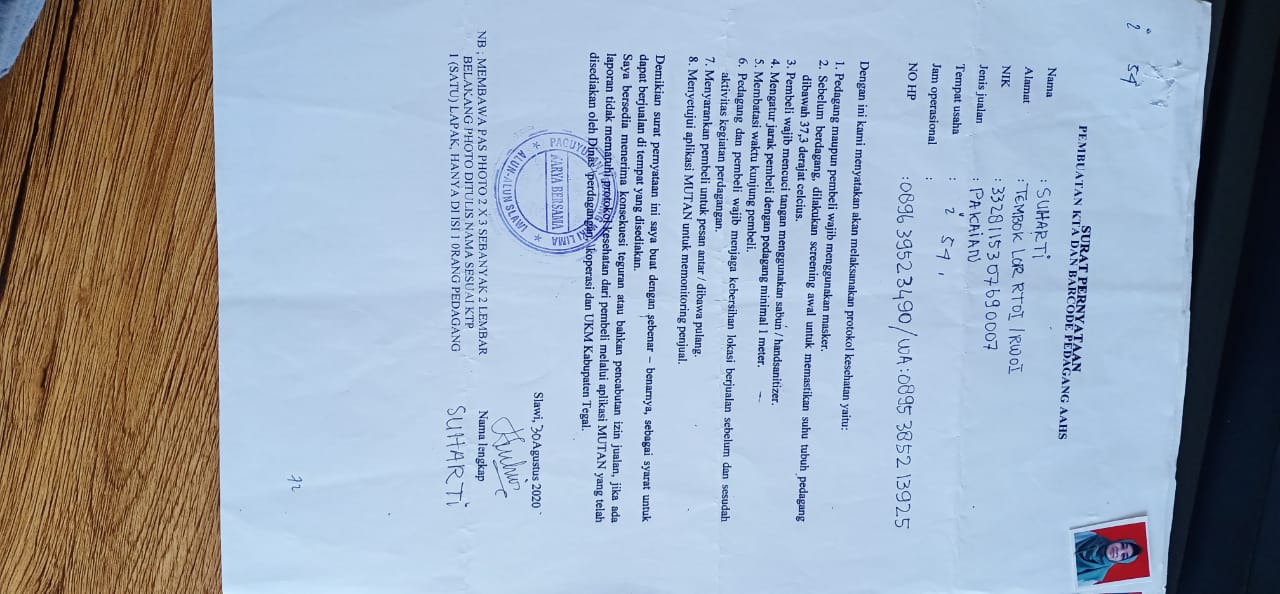 2 54
SURAT PERNYATAAN
PEMBUATAN KTA DAN BARCODE PEDAGANG AAHS
Nama : SUHARTI
Alamat : TEMBOK LOR RT01 / RW01
NIK : 3328115307690007
Jenis jualan : PAKAIAN
Tempat usaha : 2 54,
Jam operasional :
NO HP : 089639523490/WA:0895385213925
Dengan ini kami menyatakan akan melaksanakan protokol kesehatan yaitu:
1. Pedagang maupun pembeli wajib menggunakan masker.
2. Sebelum berdagang, dilakukan screening awal untuk memastikan suhu tubuh pedagang
dibawah 37,3 derajat celcius.
3. Pembeli wajib mencuci tangan menggunakan sabun / handsanitizer.
4. Mengatur jarak pembeli dengan pedagang minimal 1 meter.
5. Membatasi waktu kunjung pembeli.
6. Pedagang dan pembeli wajib menjaga kebersihan lokasi berjualan sebelum dan sesudah
aktivitas kegiatan perdagangan.
7. Menyarankan pembeli untuk pesan antar / dibawa pulang.
8. Menyetujui aplikasi MUTAN untuk memonitoring penjual.
Demikian surat pernyataan ini saya buat dengan sebenar – benarnya, sebagai syarat untuk
dapat berjualan di tempat yang disediakan.
Saya bersedia menerima konsekuesi teguran atau bahkan pencabutan izin jualan, jika ada
laporan tidak mematuhi protokol kesehatan dari pembeli melalui aplikasi MUTAN yang telah
disediakan oleh Dinas perdagangan, koperasi dan UKM Kabupaten Tegal.
Slawi, 30 Agustus 2020
PAGUYUBAN
KARYA BERSAMA
KAKI LIMA
ALUN-ALUN SLAWI
Nama lengkap
SUHARTI
NB ; MEMBAWA PAS PHOTO 2 X 3 SEBANYAK 2 LEMBAR
BELAKANG PHOTO DITULIS NAMA SESUAI KTP
1 (SATU) LAPAK, HANYA DI ISI 1 0RANG PEDAGANG
72